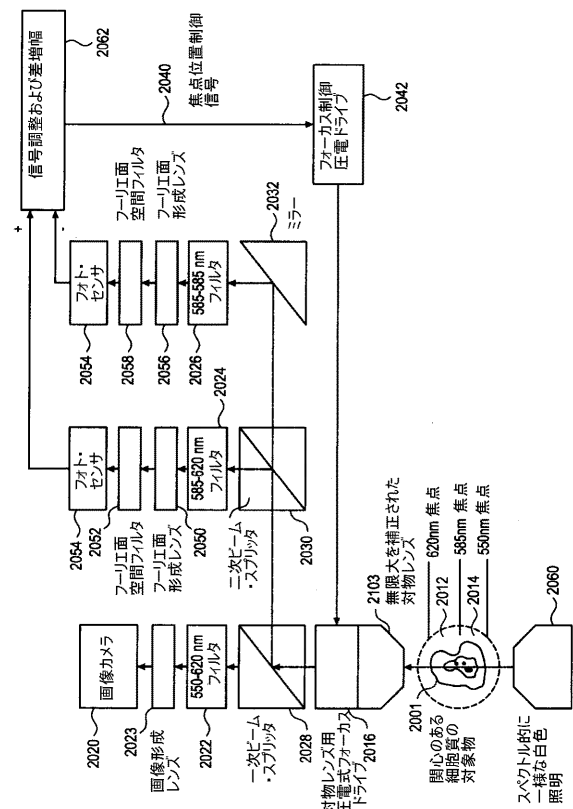 信号調整および差増幅
2062
+
-
2040
焦点位置制御
信号
フォーカス制御
圧電ドライブ
2042
フォト・
センサ
2054
フーリエ面
空間フィルタ
2058
フーリエ面
形成レンズ
2056
585-585 nm
フィルタ
2026
2032
ミラー
フォト・
センサ
2054
2052
フーリエ面
空間フィルタ
2050
フーリエ面
形成レンズ
585-620 nm
フィルタ
2024
二次ビーム
・スプリッタ
2030
画像カメラ
2020
2023
画像形成
レンズ
550-620 nm
フィルタ
2022
一次ビーム
・スプリッタ
2028
対物レンズ用
圧電式フォーカス
ドライブ
2016
2103
無限大を補正された
対物レンズ
620nm 焦点
2012
585nm 焦点
2014
550nm 焦点
2001
関心のある
細胞質の
対象物
2060
スペクトル的に
一様な白色
照明